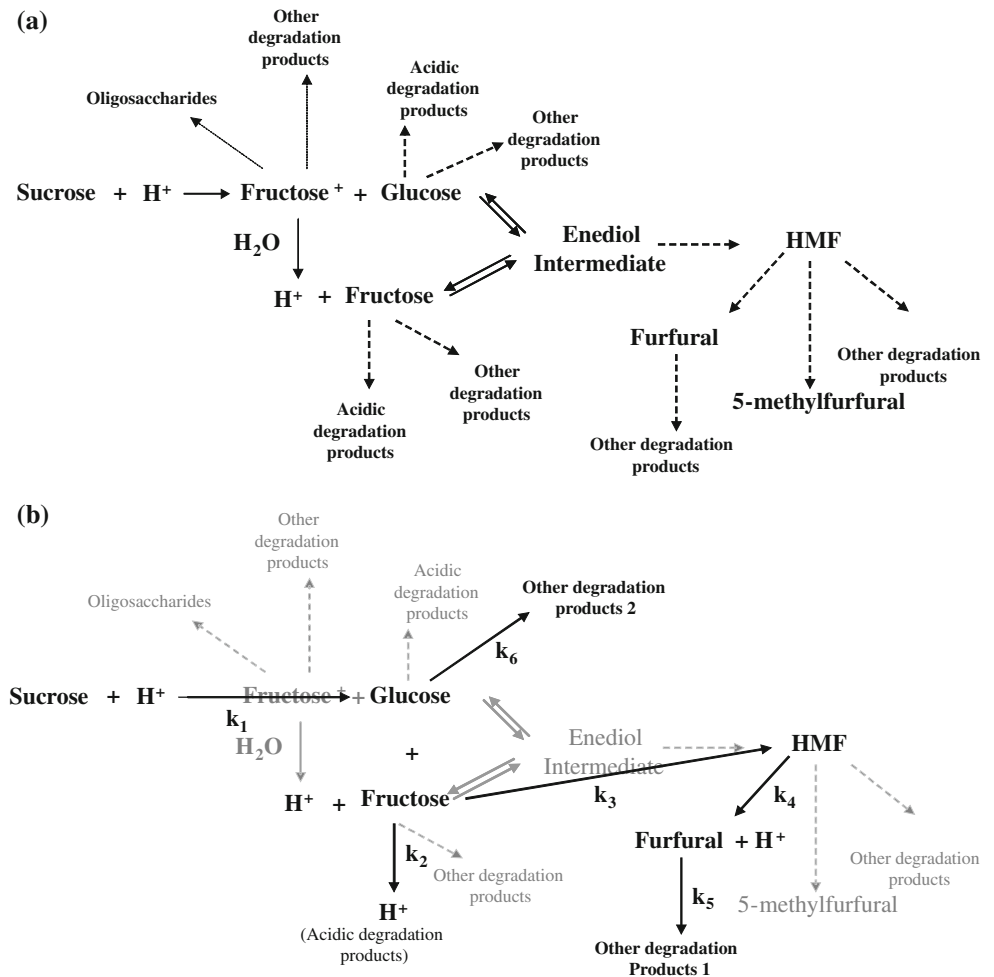 (a)
Other
degradation
products
Acidic
degradation
products
Oligosaccharides
Other
degradation
products
Sucrose + H⁺ Fructose ⁺ + Glucose
H₂O
Enediol
Intermediate
HMF
H⁺ + Fructose
Furfural
Other degradation
products
Other
degradation
products
5-methylfurfural
Acidic
degradation
products
Other degradation
products
(b)
Other
degradation
products
Acidic
degradation
products
Other degradation
products 2
Oligosaccharides
k₆
Sucrose + H⁺ Fructose ⁺ + Glucose
k₁
H₂O
+
Enediol
Intermediate
HMF
H⁺ + Fructose
k₃
k₄
Furfural + H⁺
k₂
Other degradation
products
Other degradation
products
k₅
5-methylfurfural
H⁺
(Acidic degradation
products)
Other degradation
Products 1